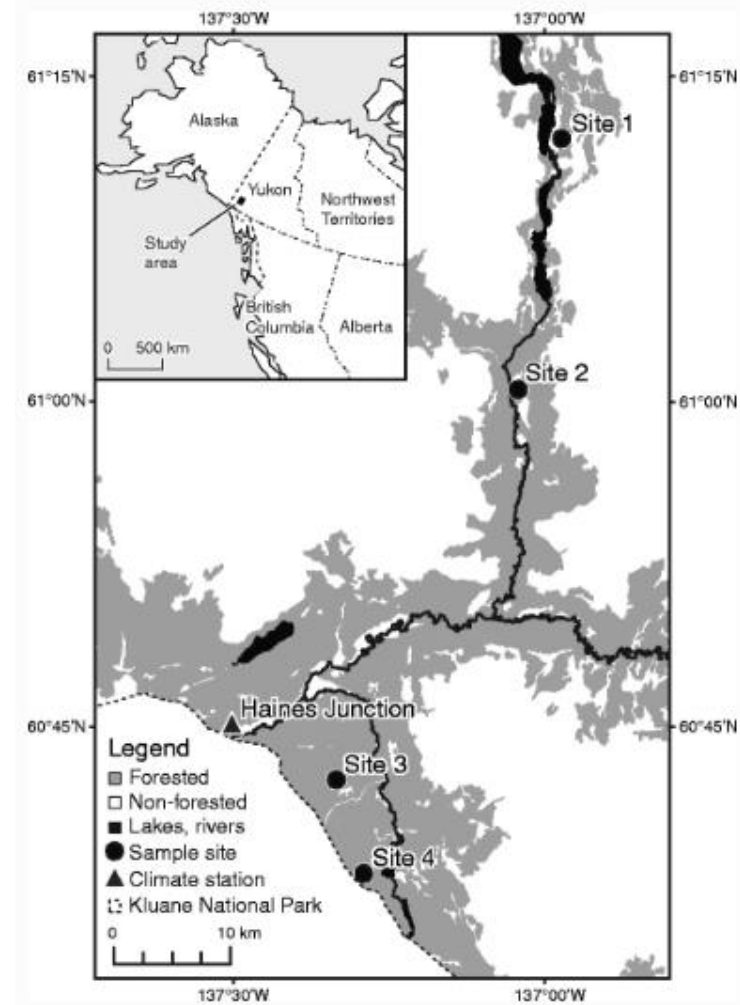 137°30'W 137°00'W
61°15'N 61°15'N
Site 1
Alaska
Yukon
Northwest
Territories
Study
area
British
Columbia Alberta
0 500 km
Site 2
61°00'N 61°00'N
Haines Junction
60°45'N 60°45'N
Legend
Forested
Non-forested
Lakes, rivers
Sample site
Climate station
Kluane National Park
0 10 km
Site 3
Site 4
137°30'W 137°00'W